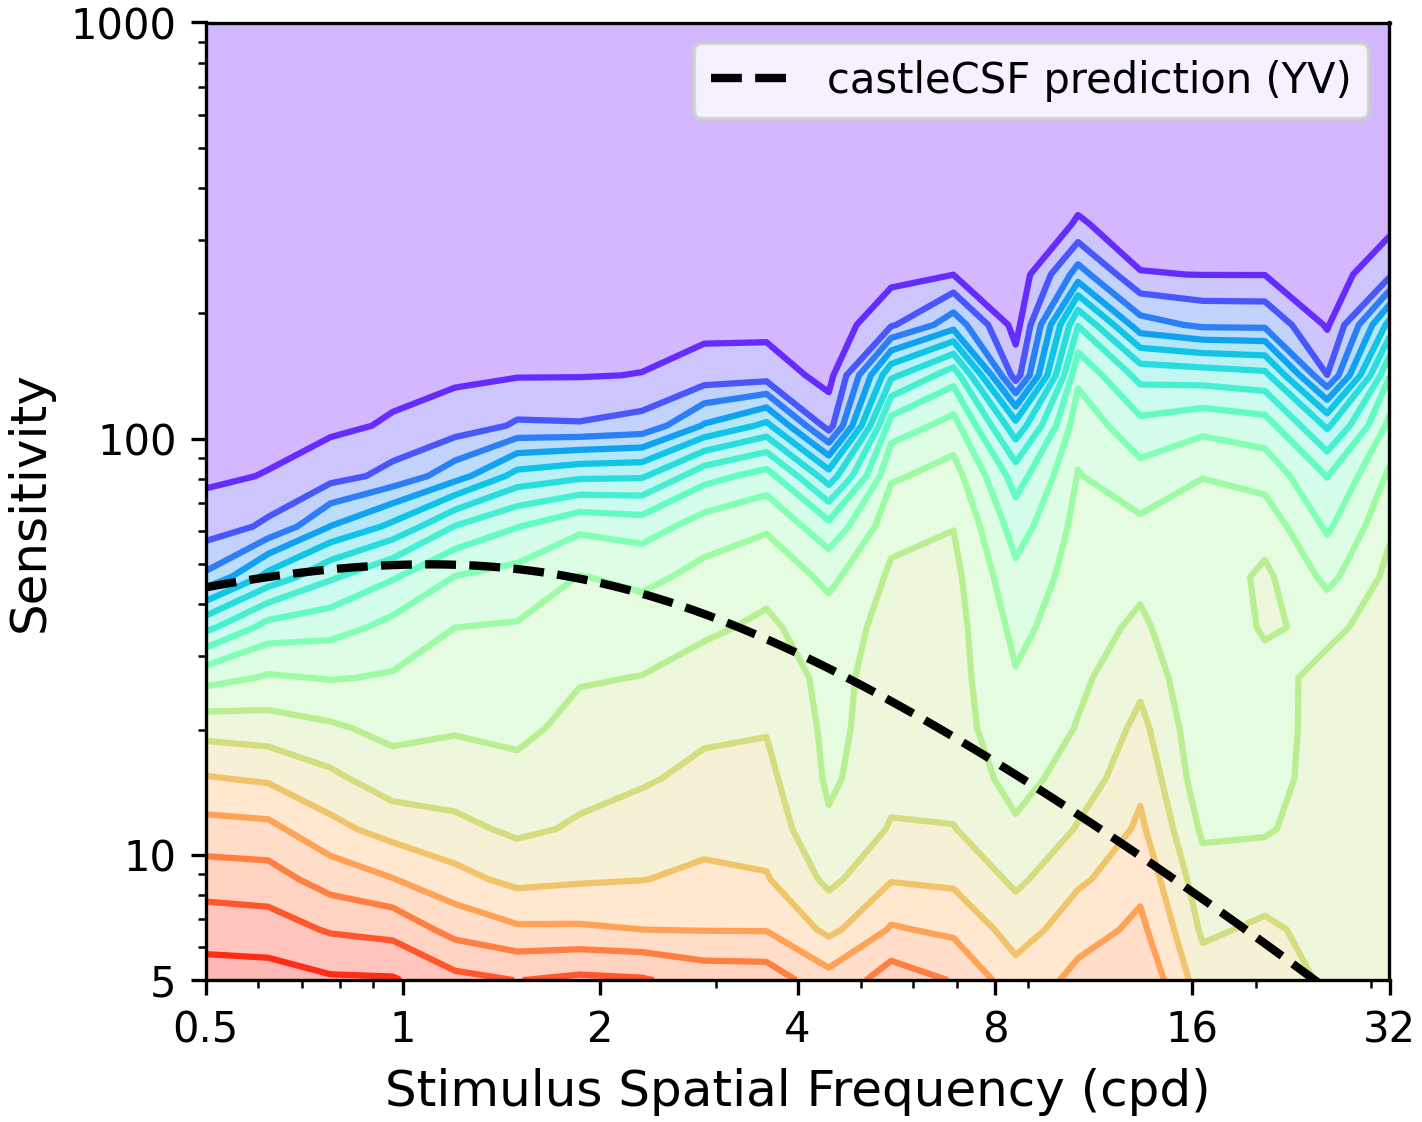 1000
castleCSF prediction (YV)
100
Sensitivity
10
5
0.5 1 2 4 8 16 32
Stimulus Spatial Frequency (cpd)